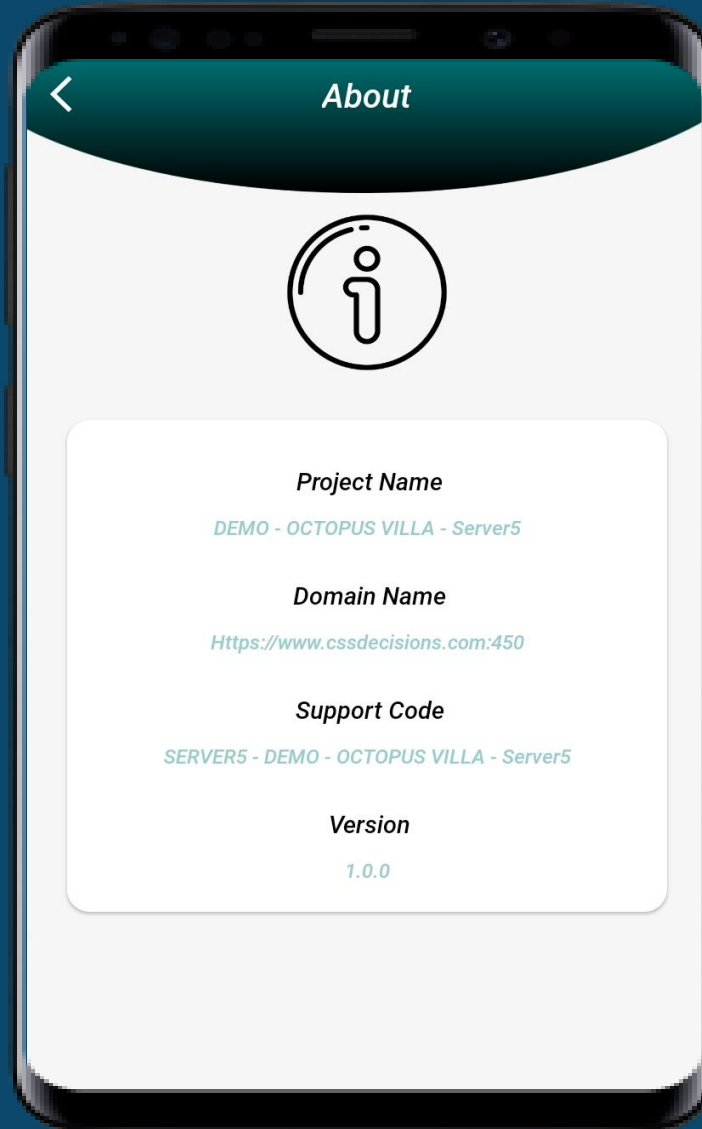 About
Project Name
DEMO - OCTOPUS VILLA - Server5
Domain Name
Https://www.cssdecisions.com:450
Support Code
SERVER5 - DEMO - OCTOPUS VILLA - Server5
Version
1.0.0